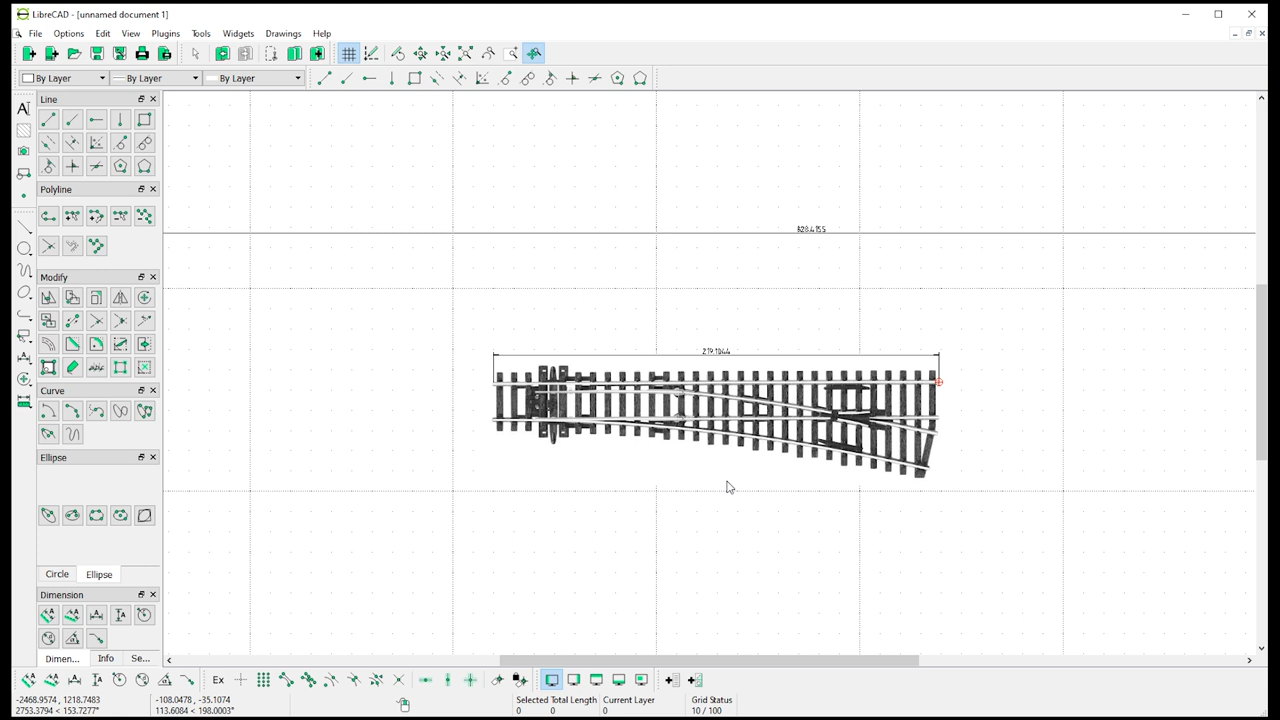 LibreCAD - [unnamed document 1]
File Options Edit View Plugins Tools Widgets Drawings Help
By Layer By Layer By Layer
Line
Polyline
Modify
Curve
Ellipse
Circle Ellipse
Dimension
Dimen... Info Se...
219.1044
Ex
-2468.9574 , 1218.7483
2753.3794 < 153.7277°
-108.0478 , -35.1074
113.6084 < 198.0003°
Selected Total Length
0 0
Current Layer
0
Grid Status
10 / 100